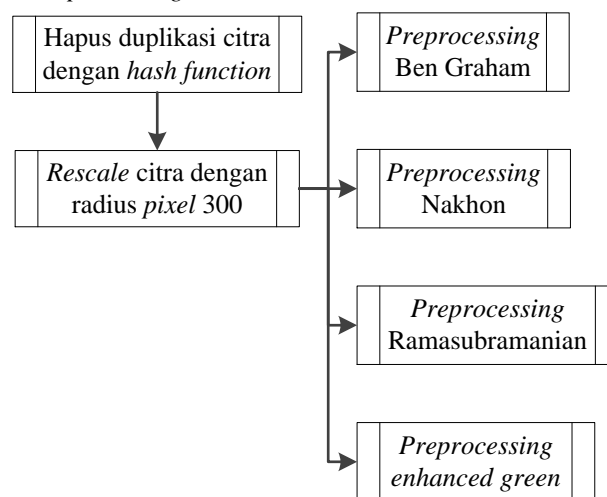 Hapus duplikasi citra
dengan hash function
Rescale citra dengan
radius pixel 300
Preprocessing
Ben Graham
Preprocessing
Nakhon
Preprocessing
Ramasubramanian
Preprocessing
enhanced green